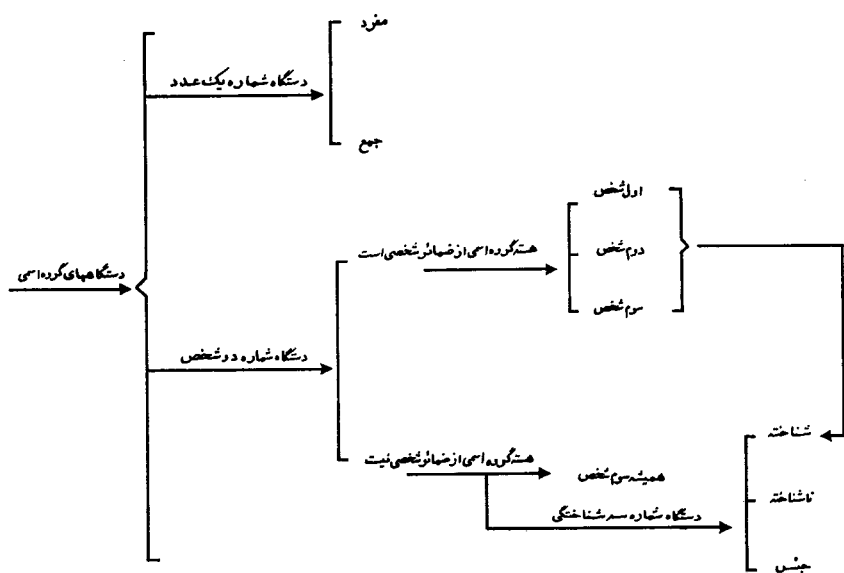 مفرد
دستگاه شماره یک عدد
جمع
اول شخص
دوم شخص
هسته گروه اسمی از ضمائر شخصی است
سوم شخص
دستگاههای گروه اسمی
دستگاه شماره دو شخص
شناخته
هسته گروه اسمی از ضمائر شخصی نیست
همیشه سوم شخص
ناشناخته
دستگاه شماره سه شناختگی
جنس